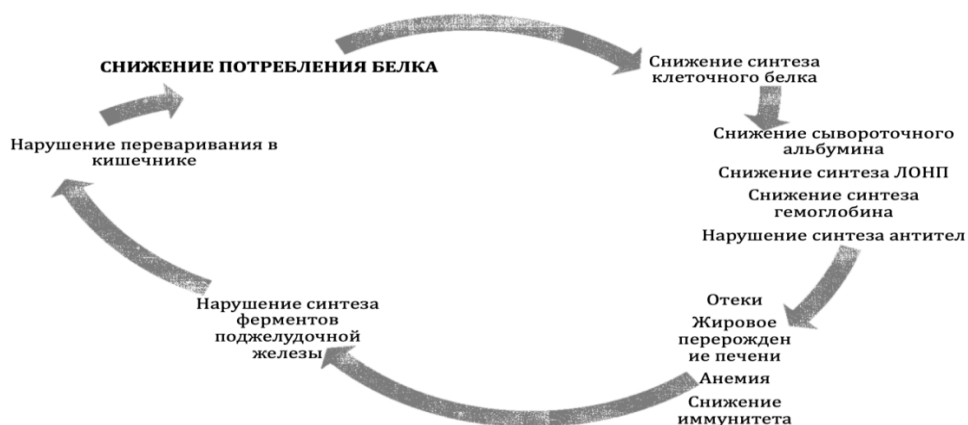 СНИЖЕНИЕ ПОТРЕБЛЕНИЯ БЕЛКА
Снижение синтеза
клеточного белка
Снижение сывороточного
альбумина
Снижение синтеза ЛОНП
Снижение синтеза
гемоглобина
Нарушение синтеза антител
Отеки
Жировое
перерожден
ие печени
Анемия
Снижение
иммунитета
Нарушение синтеза
ферментов
поджелудочной
железы
Нарушение переваривания в
кишечнике